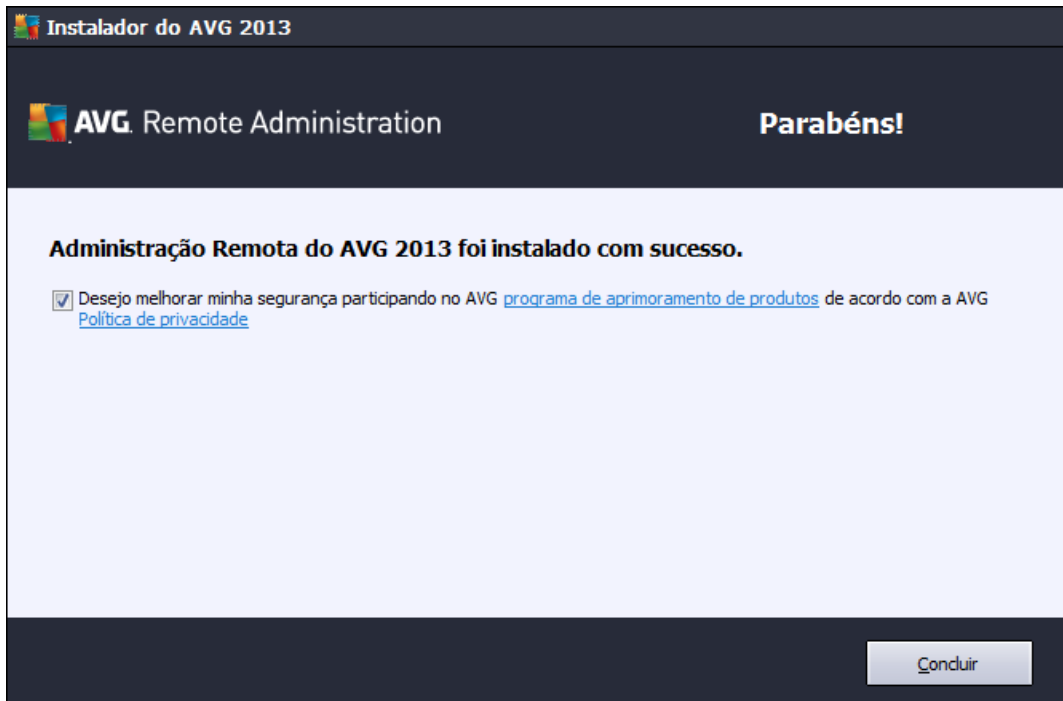 Instalador do AVG 2013
AVG. Remote Administration
Parabéns!
Administração Remota do AVG 2013 foi instalado com sucesso.
Desejo melhorar minha segurança participando no AVG programa de aprimoramento de produtos de acordo com a AVG
Política de privacidade
Concluir